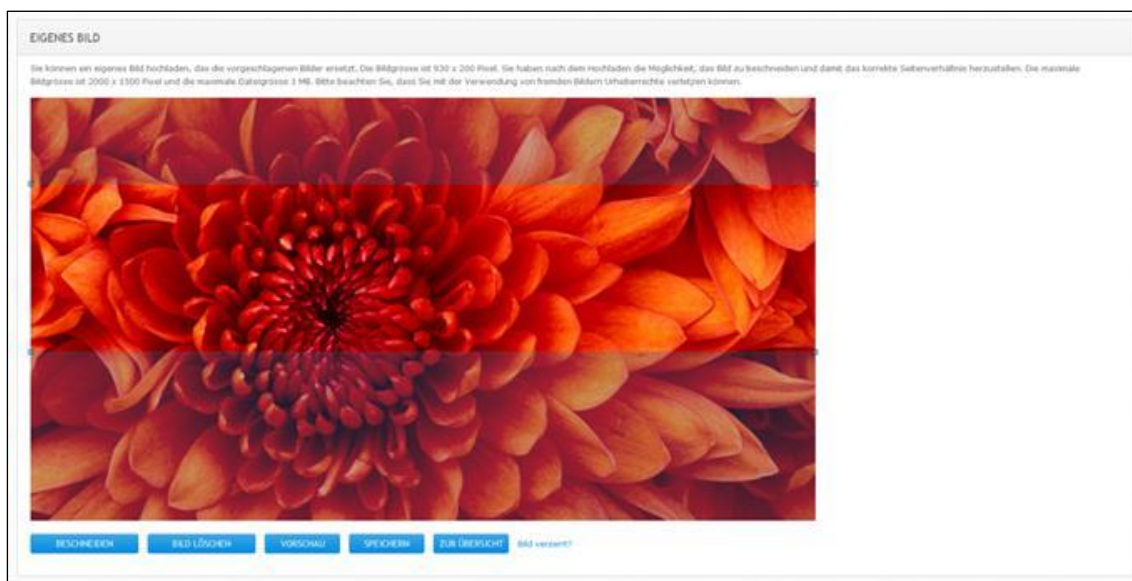 EIGENES BILD
Sie können ein eigenes Bild hochladen, das die vorgeschlagenen Bilder ersetzt. Die Bildgrösse ist 930 x 200 Pixel. Sie haben nach dem Hochladen die Möglichkeit, das Bild zu beschneiden und damit das korrekte Seitenverhältnis herzustellen. Die maximale
Bildgrösse ist 2000 x 1500 Pixel und die maximale Dateigrösse 1 MB. Bitte beachten Sie, dass Sie mit der Verwendung von fremden Bildern Urheberrechte verletzen können.
BESCHNEIDEN BILD LÖSCHEN VORSCHAU SPEICHERN ZUR ÜBERSICHT Bild verzerrt?